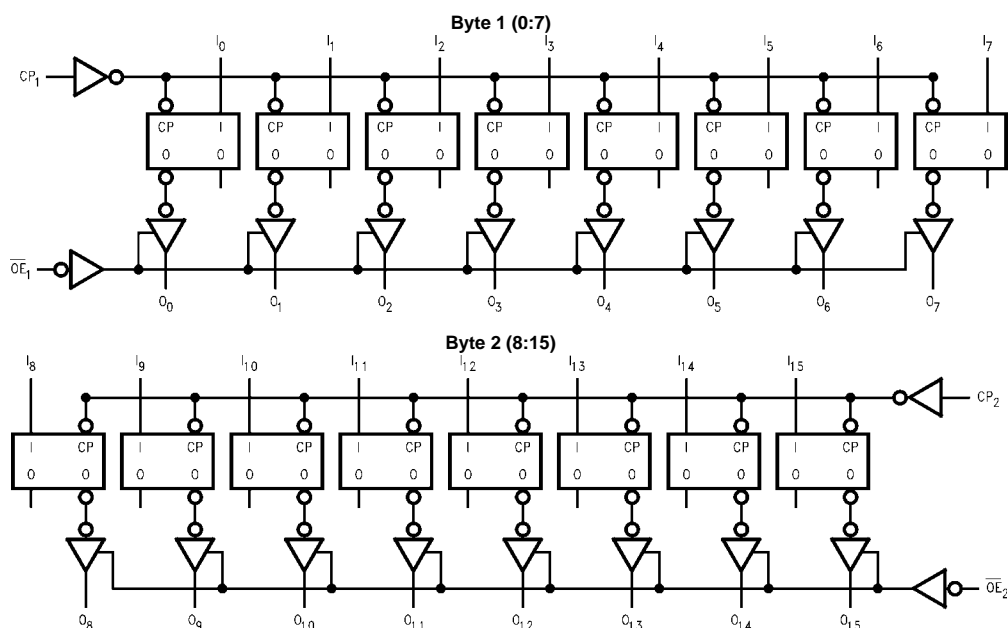 Byte 1 (0:7)
I0 I1 I2 I3 I4 I5 I6 I7
CP1
CP I CP I CP I CP I CP I CP I CP I CP I
O O O O O O O O O O O O O O O O
OE1
O0 O1 O2 O3 O4 O5 O6 O7
Byte 2 (8:15)
I8 I9 I10 I11 I12 I13 I14 I15
CP2
I CP I CP I CP I CP I CP I CP I CP I CP
O O O O O O O O O O O O O O O O
OE2
O8 O9 O10 O11 O12 O13 O14 O15